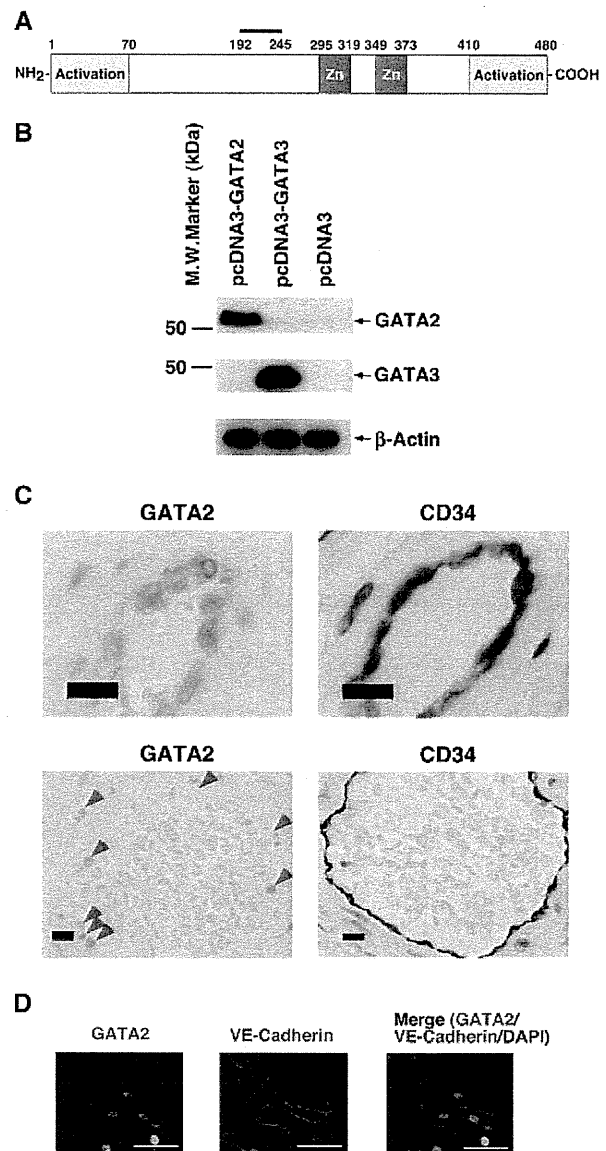 A
1 70 192 245 295 319 349 373 410 480
NH2- Activation Zn Zn Activation -COOH
B
M.W.Marker (kDa)
pcDNA3-GATA2
pcDNA3-GATA3
pcDNA3
50 GATA2
50 GATA3
β-Actin
C
GATA2 CD34
GATA2 CD34
D
GATA2 VE-Cadherin Merge (GATA2/
VE-Cadherin/DAPI)